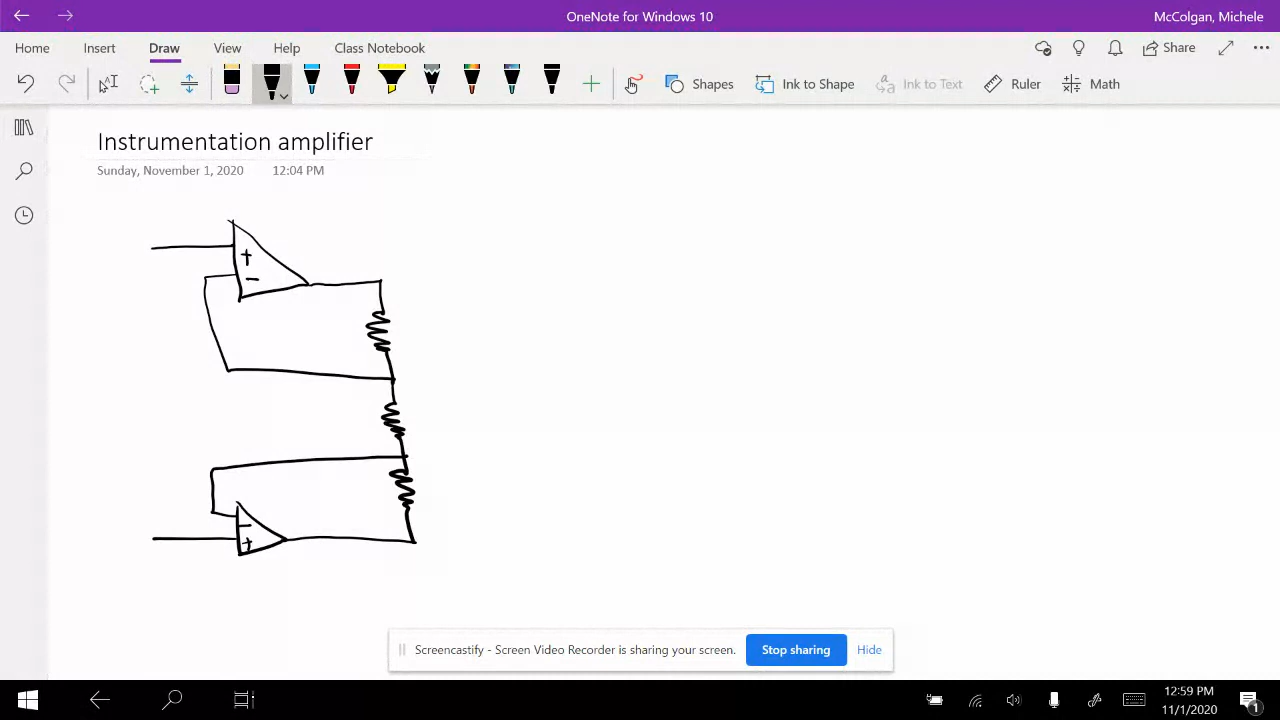 OneNote for Windows 10
McColgan, Michele
Home Insert Draw View Help Class Notebook Share
Shapes Ink to Shape Ink to Text Ruler Math
Instrumentation amplifier
Sunday, November 1, 2020 12:04 PM
+
−
−
+
Screencastify - Screen Video Recorder is sharing your screen. Stop sharing Hide
12:59 PM
11/1/2020
1